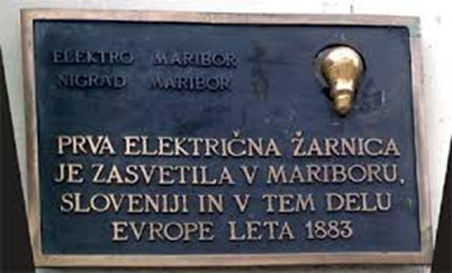 ELEKTRO MARIBOR
NIGRAD MARIBOR
PRVA ELEKTRIČNA ŽARNICA
JE ZASVETILA V MARIBORU,
SLOVENIJI IN V TEM DELU
EVROPE LETA 1883